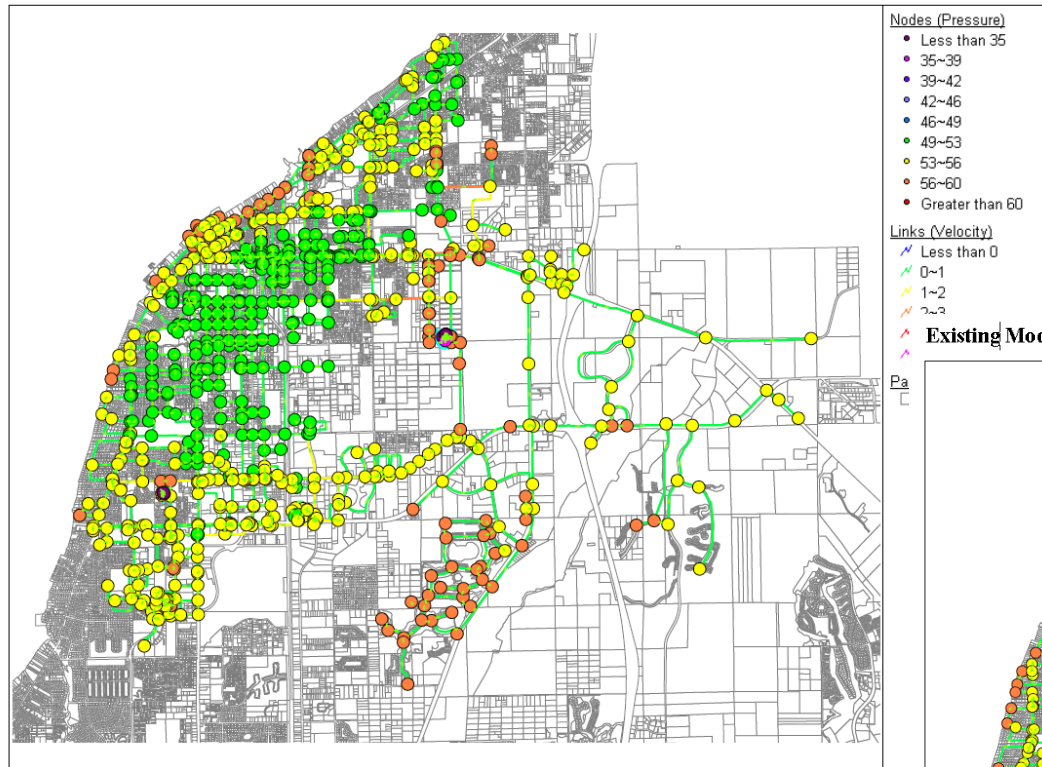 Nodes (Pressure)
Less than 35
35~39
39~42
42~46
46~49
49~53
53~56
56~60
Greater than 60
Links (Velocity)
Less than 0
0~1
1~2
2~3
Existing Mod
Pa